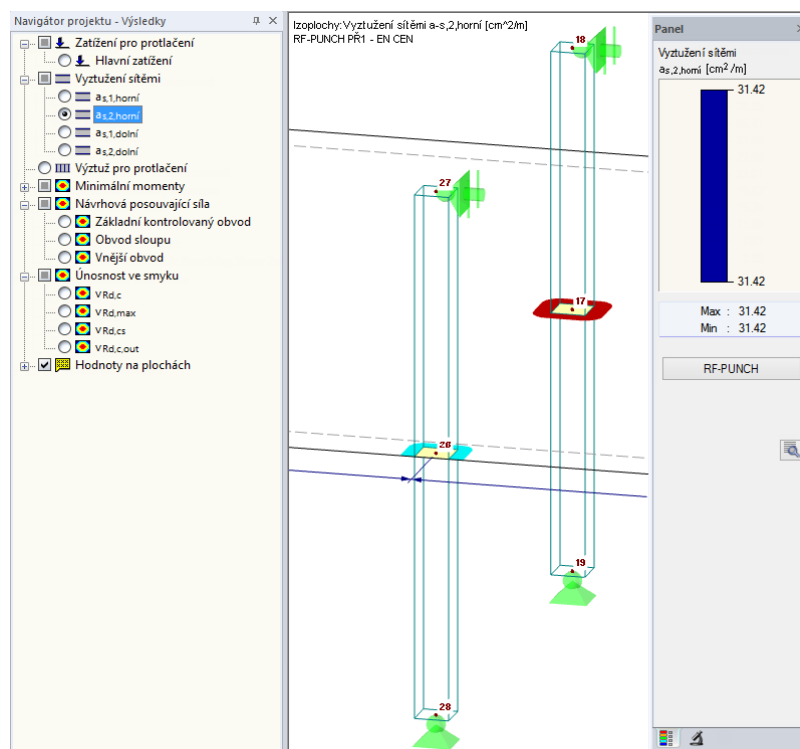 Navigátor projektu - Výsledky
Zatížení pro protlačení
Hlavní zatížení
Vyztužení sítěmi
as,1,horní
as,2,horní
as,1,dolní
as,2,dolní
Výztuž pro protlačení
Minimální momenty
Návrhová posouvající síla
Základní kontrolovaný obvod
Obvod sloupu
Vnější obvod
Únosnost ve smyku
vRd,c
vRd,max
vRd,cs
vRd,c,out
Hodnoty na plochách
Izoplochy:Vyztužení sítěmi a-s,2,horní [cm^2/m]
RF-PUNCH PŘ1 - EN CEN
18
27
17
26
19
28
Panel
Vyztužení sítěmi
as,2,horní [cm2/m]
31.42
31.42
Max : 31.42
Min : 31.42
RF-PUNCH